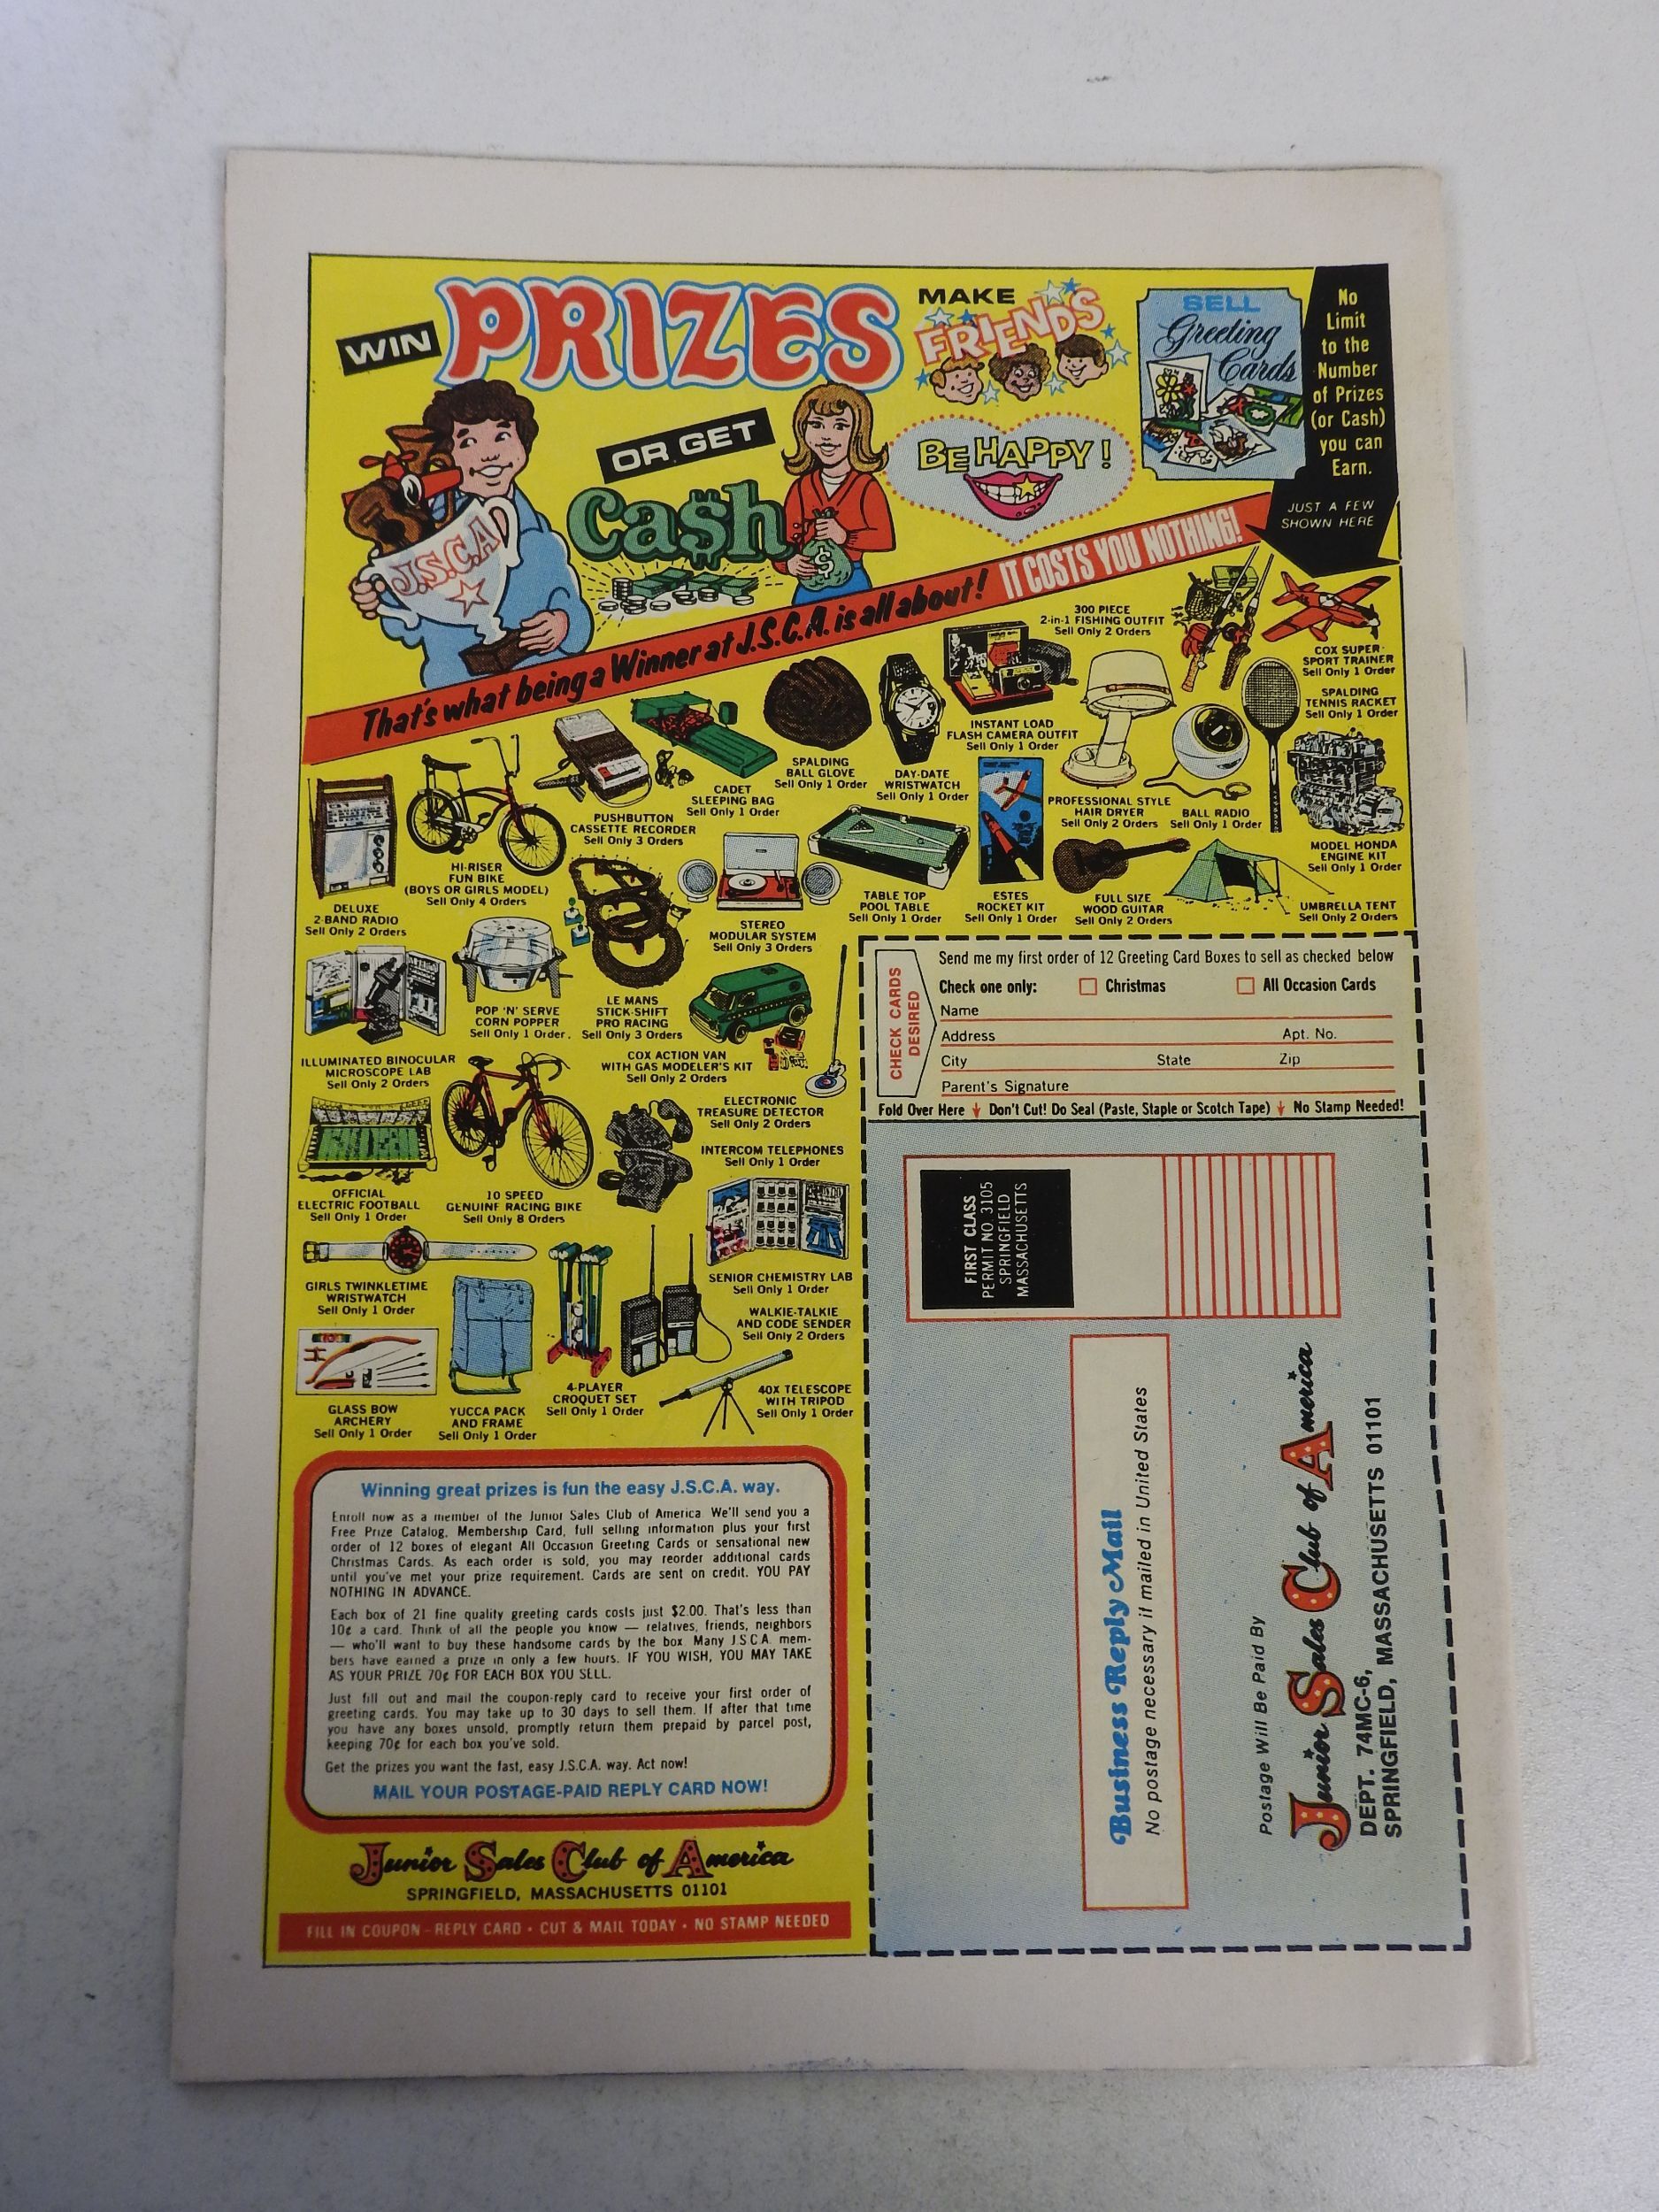 WIN PRIZES
OR GET
Ca$h
MAKE
FRIENDS
BE HAPPY!
SELL
Greeting
Cards
No
Limit
to the
Number
of Prizes
(or Cash)
you can
Earn.
JUST A FEW
SHOWN HERE
J.S.C.A
$
That's what being a Winner at J.S.C.A. is all about! IT COSTS YOU NOTHING!
300 PIECE
2-in-1 FISHING OUTFIT
Sell Only 2 Orders
COX SUPER
SPORT TRAINER
Sell Only 1 Order
SPALDING
TENNIS RACKET
Sell Only 1 Order
INSTANT LOAD
FLASH CAMERA OUTFIT
Sell Only 1 Order
SPALDING
BALL GLOVE
Sell Only 1 Order
DAY-DATE
WRISTWATCH
Sell Only 1 Order
CADET
SLEEPING BAG
Sell Only 1 Order
PUSHBUTTON
CASSETTE RECORDER
Sell Only 3 Orders
PROFESSIONAL STYLE
HAIR DRYER
Sell Only 2 Orders
BALL RADIO
Sell Only 1 Order
MODEL HONDA
ENGINE KIT
Sell Only 1 Order
HI-RISER
FUN BIKE
(BOYS OR GIRLS MODEL)
Sell Only 4 Orders
DELUXE
2-BAND RADIO
Sell Only 2 Orders
STEREO
MODULAR SYSTEM
Sell Only 3 Orders
TABLE TOP
POOL TABLE
Sell Only 1 Order
ESTES
ROCKET KIT
Sell Only 1 Order
FULL SIZE
WOOD GUITAR
Sell Only 2 Orders
UMBRELLA TENT
Sell Only 2 Orders
POP 'N' SERVE
CORN POPPER
Sell Only 1 Order.
LE MANS
STICK-SHIFT
PRO RACING
Sell Only 3 Orders
ILLUMINATED BINOCULAR
MICROSCOPE LAB
Sell Only 2 Orders
COX ACTION VAN
WITH GAS MODELER'S KIT
Sell Only 2 Orders
ELECTRONIC
TREASURE DETECTOR
Sell Only 2 Orders
INTERCOM TELEPHONES
Sell Only 1 Order
OFFICIAL
ELECTRIC FOOTBALL
Sell Only 1 Order
10 SPEED
GENUINE RACING BIKE
Sell Only 8 Orders
GIRLS TWINKLETIME
WRISTWATCH
Sell Only 1 Order
SENIOR CHEMISTRY LAB
Sell Only 1 Order
WALKIE-TALKIE
AND CODE SENDER
Sell Only 2 Orders
GLASS BOW
ARCHERY
Sell Only 1 Order
YUCCA PACK
AND FRAME
Sell Only 1 Order
4-PLAYER
CROQUET SET
Sell Only 1 Order
40X TELESCOPE
WITH TRIPOD
Sell Only 1 Order
Winning great prizes is fun the easy J.S.C.A. way.
Enroll now as a member of the Junior Sales Club of America. We'll send you a
Free Prize Catalog, Membership Card, full selling information plus your first
order of 12 boxes of elegant All Occasion Greeting Cards or sensational new
Christmas Cards. As each order is sold, you may reorder additional cards
until you've met your prize requirement. Cards are sent on credit. YOU PAY
NOTHING IN ADVANCE.
Each box of 21 fine quality greeting cards costs just $2.00. That's less than
10¢ a card. Think of all the people you know — relatives, friends, neighbors
— who'll want to buy these handsome cards by the box. Many J.S.C.A. mem-
bers have earned a prize in only a few hours. IF YOU WISH, YOU MAY TAKE
AS YOUR PRIZE 70¢ FOR EACH BOX YOU SELL.
Just fill out and mail the coupon-reply card to receive your first order of
greeting cards. You may take up to 30 days to sell them. If after that time
you have any boxes unsold, promptly return them prepaid by parcel post,
keeping 70¢ for each box you've sold.
Get the prizes you want the fast, easy J.S.C.A. way. Act now!
MAIL YOUR POSTAGE-PAID REPLY CARD NOW!
Junior Sales Club of America
SPRINGFIELD, MASSACHUSETTS 01101
FILL IN COUPON - REPLY CARD • CUT & MAIL TODAY • NO STAMP NEEDED
CHECK CARDS
DESIRED
Send me my first order of 12 Greeting Card Boxes to sell as checked below
Check one only: Christmas All Occasion Cards
Name
Address Apt. No.
City State Zip
Parent's Signature
Fold Over Here Don't Cut! Do Seal (Paste, Staple or Scotch Tape) No Stamp Needed!
FIRST CLASS
PERMIT NO. 3105
SPRINGFIELD
MASSACHUSETTS
Business Reply Mail
No postage necessary if mailed in United States
Postage Will Be Paid By
Junior Sales Club of America
DEPT. 74MC-6,
SPRINGFIELD, MASSACHUSETTS 01101